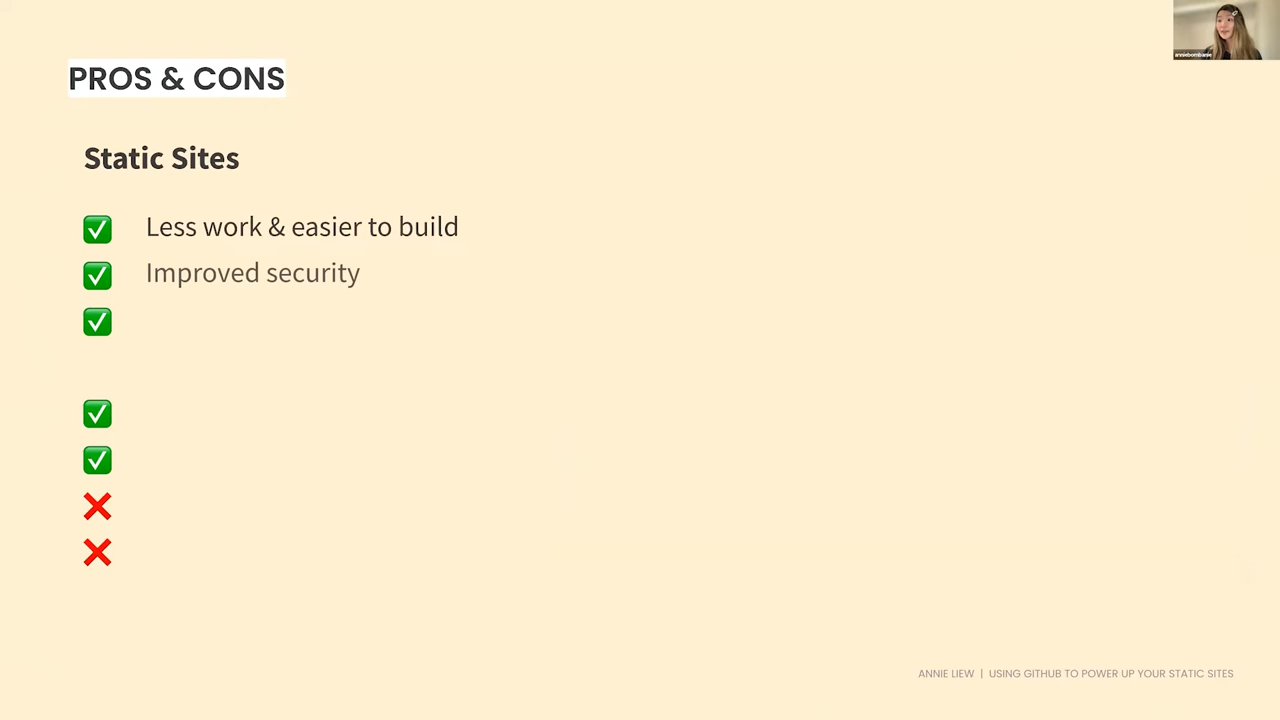 anniebombanie
PROS & CONS
Static Sites
✅ Less work & easier to build
✅ Improved security
✅
✅
✅
❌
❌
ANNIE LIEW | USING GITHUB TO POWER UP YOUR STATIC SITES